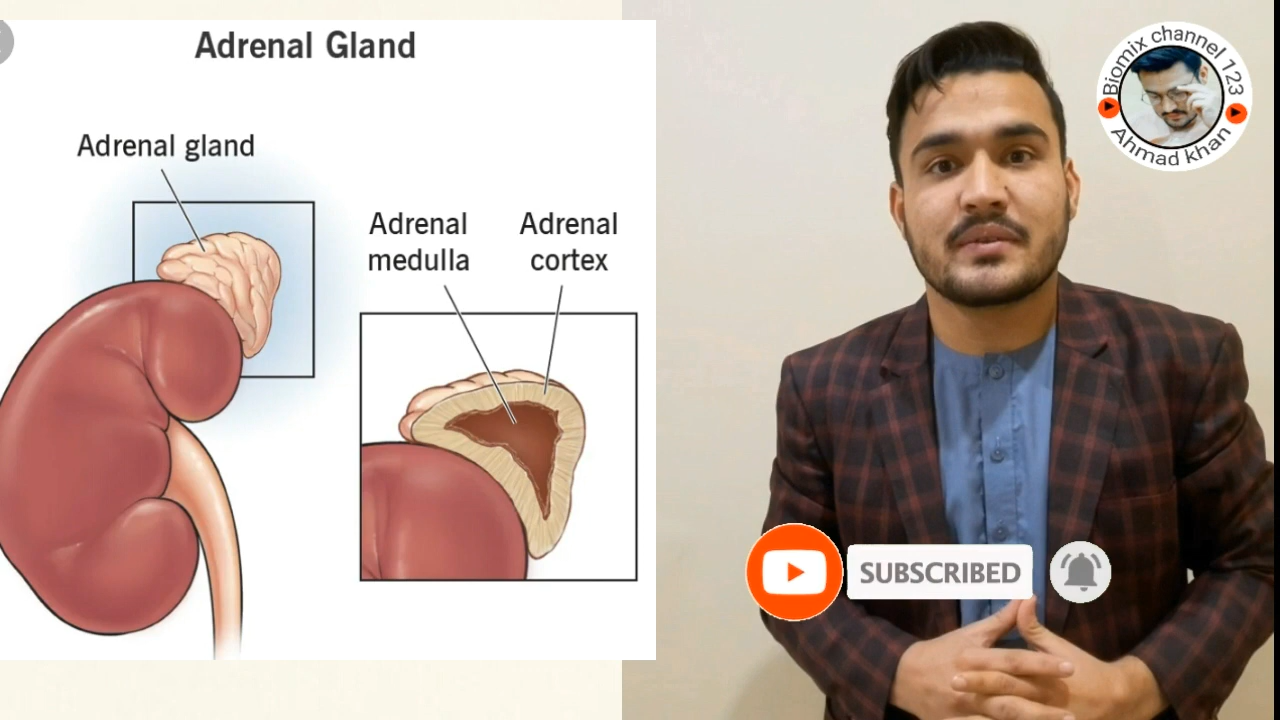 Adrenal Gland
Adrenal gland
Adrenal
medulla
Adrenal
cortex
Biomix channel 123
Ahmad khan
SUBSCRIBED